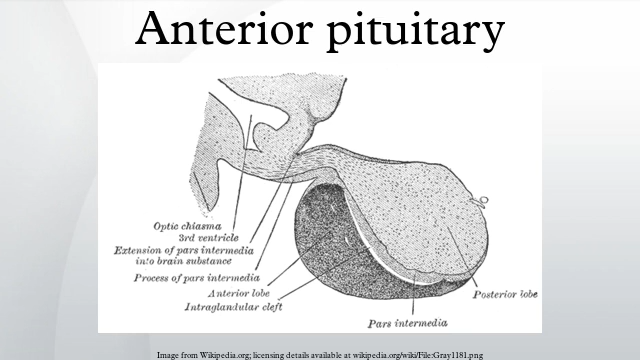 Anterior pituitary
Optic chiasma
3rd ventricle
Extension of pars intermedia
into brain substance
Process of pars intermedia
Anterior lobe
Intraglandular cleft
Posterior lobe
Pars intermedia
Image from Wikipedia.org; licensing details available at wikipedia.org/wiki/File:Gray1181.png